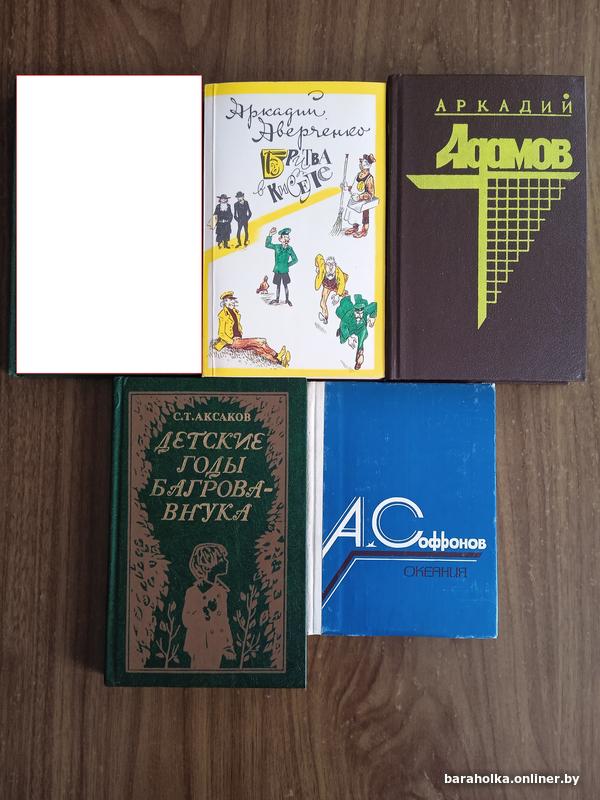 Аркадий
Аверченко
БРИТВА
в КИСЕЛЕ
АРКАДИЙ
Адамов
С.Т.АКСАКОВ
ДЕТСКИЕ
ГОДЫ
БАГРОВА-
ВНУКА
А.Софронов
ОКЕАНИЯ
baraholka.onliner.by